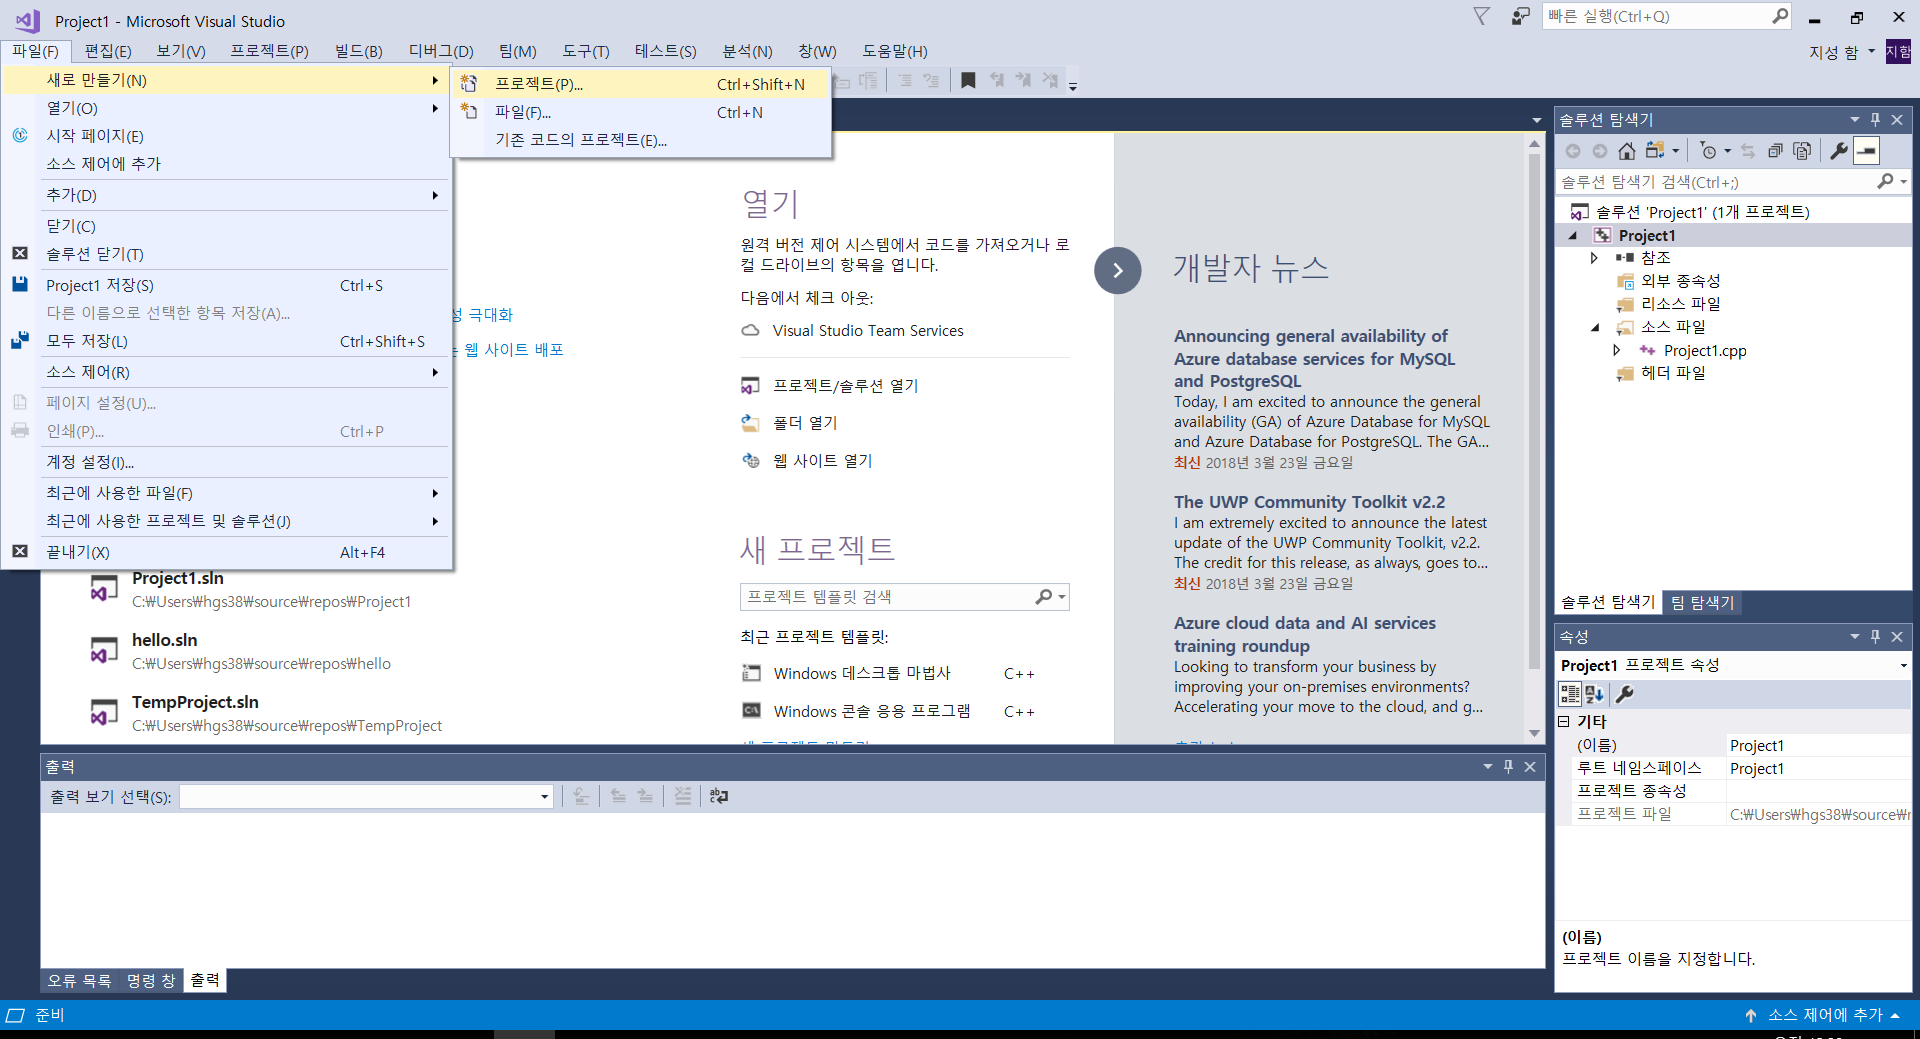 Project1 - Microsoft Visual Studio
빠른 실행(Ctrl+Q)
파일(F) 편집(E) 보기(V) 프로젝트(P) 빌드(B) 디버그(D) 팀(M) 도구(T) 테스트(S) 분석(N) 창(W) 도움말(H)
지성 함 지함
새로 만들기(N)
열기(O)
시작 페이지(E)
소스 제어에 추가
추가(D)
닫기(C)
솔루션 닫기(T)
Project1 저장(S) Ctrl+S
다른 이름으로 선택한 항목 저장(A)...
모두 저장(L) Ctrl+Shift+S
소스 제어(R)
페이지 설정(U)...
인쇄(P)... Ctrl+P
계정 설정(I)...
최근에 사용한 파일(F)
최근에 사용한 프로젝트 및 솔루션(J)
끝내기(X) Alt+F4
프로젝트(P)... Ctrl+Shift+N
파일(F)... Ctrl+N
기존 코드의 프로젝트(E)...
극대화
웹 사이트 배포
Project1.sln
C:₩Users₩hgs38₩source₩repos₩Project1
hello.sln
C:₩Users₩hgs38₩source₩repos₩hello
TempProject.sln
C:₩Users₩hgs38₩source₩repos₩TempProject
열기
원격 버전 제어 시스템에서 코드를 가져오거나 로
컬 드라이브의 항목을 엽니다.
다음에서 체크 아웃:
Visual Studio Team Services
프로젝트/솔루션 열기
폴더 열기
웹 사이트 열기
새 프로젝트
프로젝트 템플릿 검색
최근 프로젝트 템플릿:
Windows 데스크톱 마법사 C++
Windows 콘솔 응용 프로그램 C++
개발자 뉴스
Announcing general availability of
Azure database services for MySQL
and PostgreSQL
Today, I am excited to announce the general
availability (GA) of Azure Database for MySQL
and Azure Database for PostgreSQL. The GA...
최신 2018년 3월 23일 금요일
The UWP Community Toolkit v2.2
I am extremely excited to announce the latest
update of the UWP Community Toolkit, v2.2.
The credit for this release, as always, goes to...
최신 2018년 3월 23일 금요일
Azure cloud data and AI services
training roundup
Looking to transform your business by
improving your on-premises environments?
Accelerating your move to the cloud, and g...
솔루션 탐색기
솔루션 탐색기 검색(Ctrl+;)
솔루션 'Project1' (1개 프로젝트)
Project1
참조
외부 종속성
리소스 파일
소스 파일
Project1.cpp
헤더 파일
솔루션 탐색기 팀 탐색기
속성
Project1 프로젝트 속성
기타
(이름) Project1
루트 네임스페이스 Project1
프로젝트 종속성
프로젝트 파일 C:₩Users₩hgs38₩source₩r
(이름)
프로젝트 이름을 지정합니다.
출력
출력 보기 선택(S):
오류 목록 명령 창 출력
준비
소스 제어에 추가